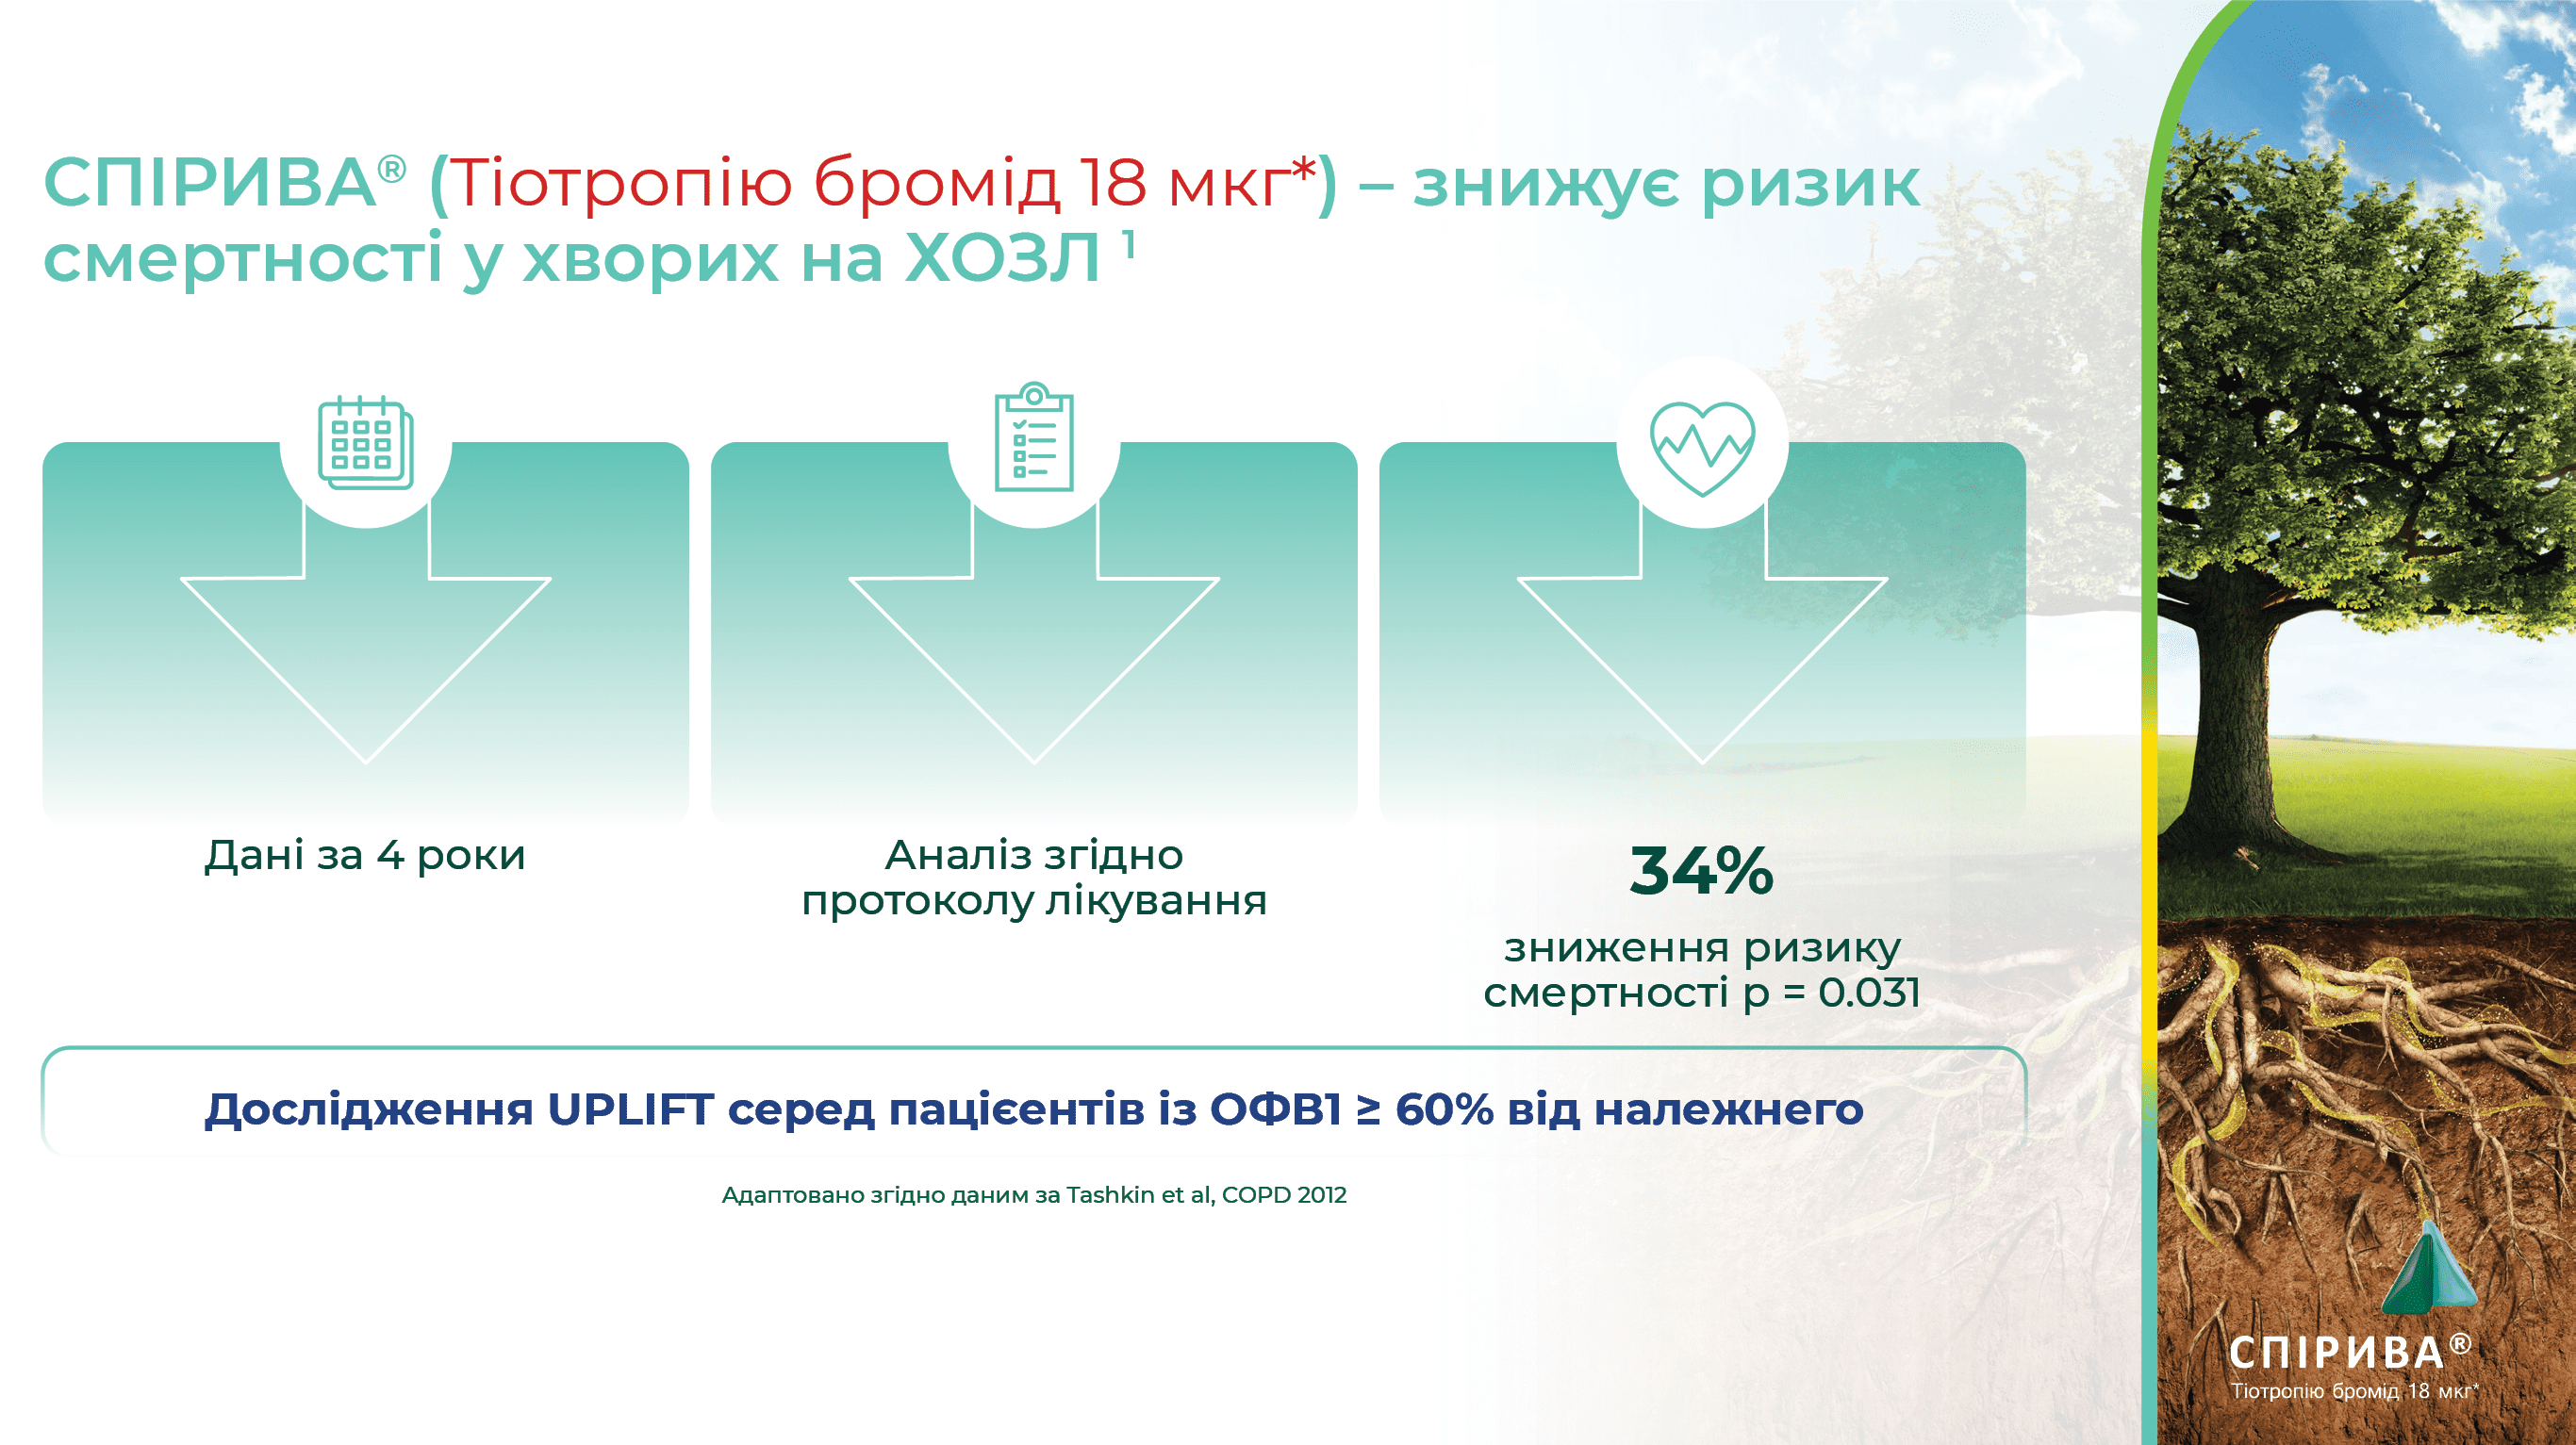 СПІРИВА® (Тіотропію бромід 18 мкг*) – знижує ризик
смертності у хворих на ХОЗЛ ¹
Дані за 4 роки
Аналіз згідно
протоколу лікування
34%
зниження ризику
смертності p = 0.031
Дослідження UPLIFT серед пацієентів із ОФВ1 ≥ 60% від належнего
Адаптовано згідно даним за Tashkin et al, COPD 2012
СПІРИВА®
Тіотропію бромід 18 мкг*